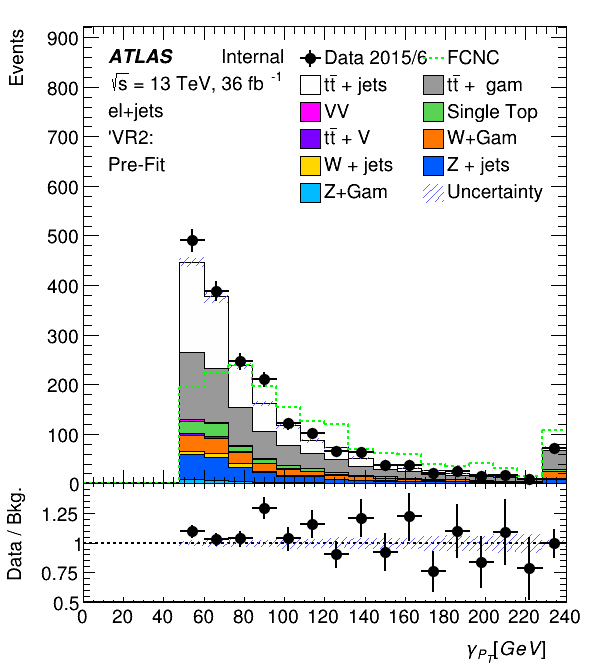 Events
900
800
700
600
500
400
300
200
100
0
ATLAS Internal
√s = 13 TeV, 36 fb -1
el+jets
'VR2:
Pre-Fit
Data 2015/6 FCNC
tt̄ + jets tt̄ + gam
VV Single Top
tt̄ + V W+Gam
W + jets Z + jets
Z+Gam Uncertainty
Data / Bkg.
1.25
1
0.75
0.5
0 20 40 60 80 100 120 140 160 180 200 220 240
γ_PT [GeV]